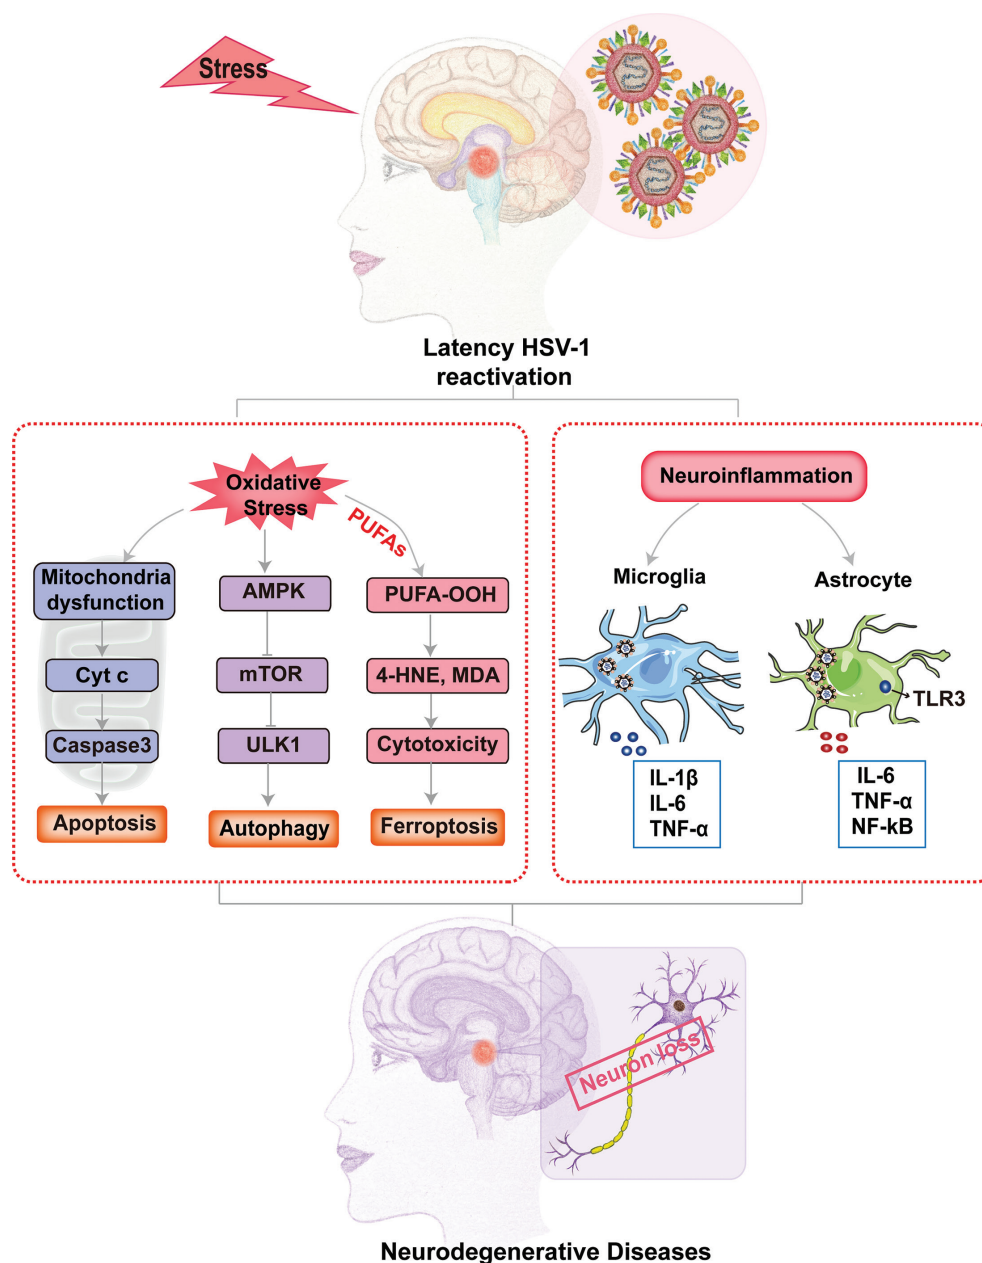 Stress
Latency HSV-1
reactivation
Oxidative
Stress
PUFAs
Mitochondria
dysfunction
Cyt c
Caspase3
Apoptosis
AMPK
mTOR
ULK1
Autophagy
PUFA-OOH
4-HNE, MDA
Cytotoxicity
Ferroptosis
Neuroinflammation
Microglia
IL-1β
IL-6
TNF-α
Astrocyte
TLR3
IL-6
TNF-α
NF-kB
Neuron loss
Neurodegenerative Diseases